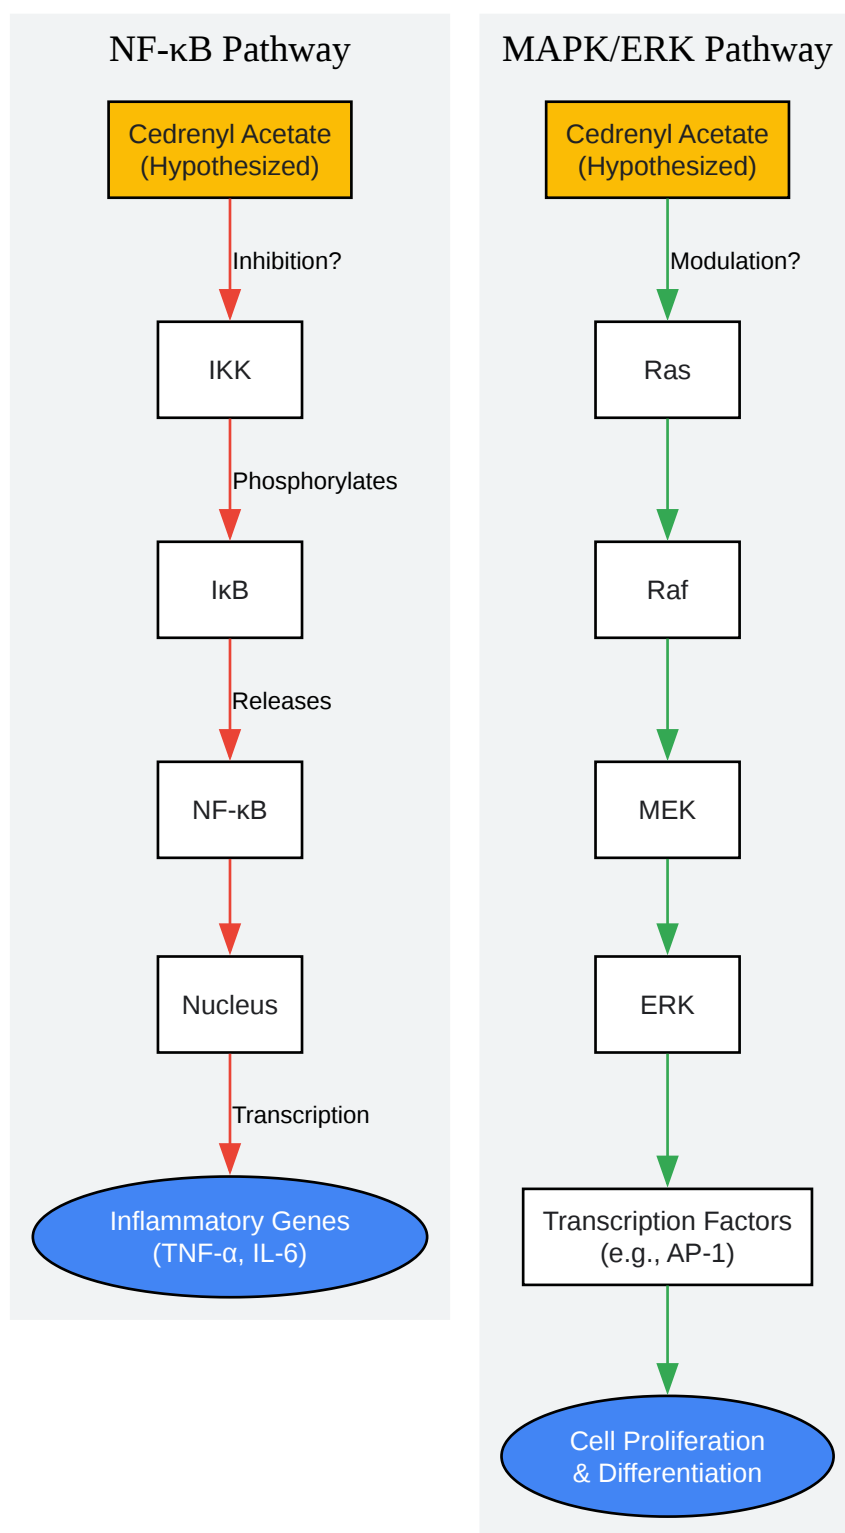 NF-κB Pathway
Cedrenyl Acetate
(Hypothesized)
Inhibition?
IKK
Phosphorylates
IκB
Releases
NF-κB
Nucleus
Transcription
Inflammatory Genes
(TNF-α, IL-6)
MAPK/ERK Pathway
Cedrenyl Acetate
(Hypothesized)
Modulation?
Ras
Raf
MEK
ERK
Transcription Factors
(e.g., AP-1)
Cell Proliferation
& Differentiation